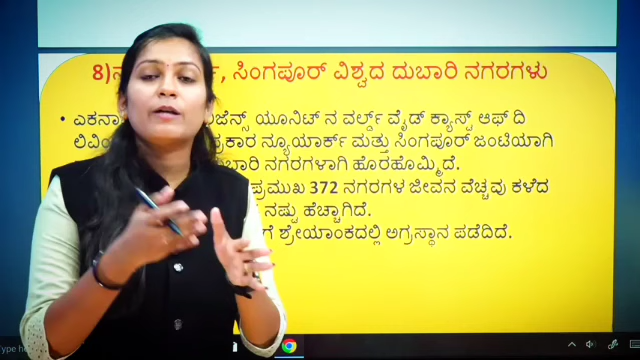 8) , ಸಿಂಗಪೂರ್ ವಿಶ್ವದ ದುಬಾರಿ ನಗರಗಳು
• ಎಕನಾ ಯೂನಿಟ್ ನ ವರ್ಲ್ಡ್ ವೈಡ್ ಕ್ಯಾಸ್ಟ್ ಆಫ್ ದಿ
ಪ್ರಕಾರ ನ್ಯೂಯಾರ್ಕ್ ಮತ್ತು ಸಿಂಗಪೂರ್ ಜಂಟಿಯಾಗಿ
ನಗರಗಳಾಗಿ ಹೊರಹೊಮ್ಮಿದೆ.
ಪ್ರಮುಖ 372 ನಗರಗಳ ಜೀವನ ವೆಚ್ಚವು ಕಳೆದ
ನಷ್ಟು ಹೆಚ್ಚಾಗಿದೆ.
ಶ್ರೇಯಾಂಕದಲ್ಲಿ ಅಗ್ರಸ್ಥಾನ ಪಡೆದಿದೆ.